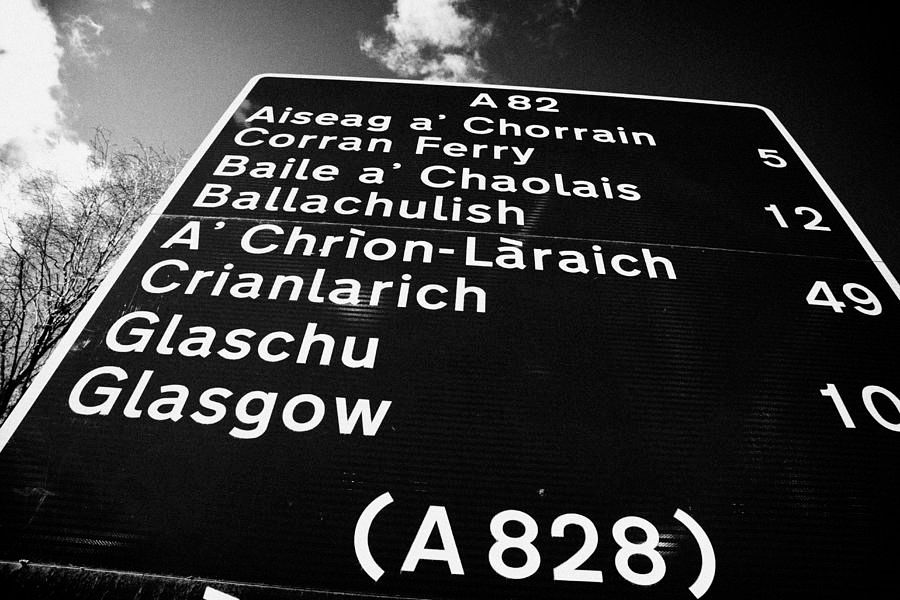 A82
Aiseag a' Chorrain
Corran Ferry 5
Baile a' Chaolais
Ballachulish 12
A' Chrìon-Làraich
Crianlarich 49
Glaschu
Glasgow 10
(A828)